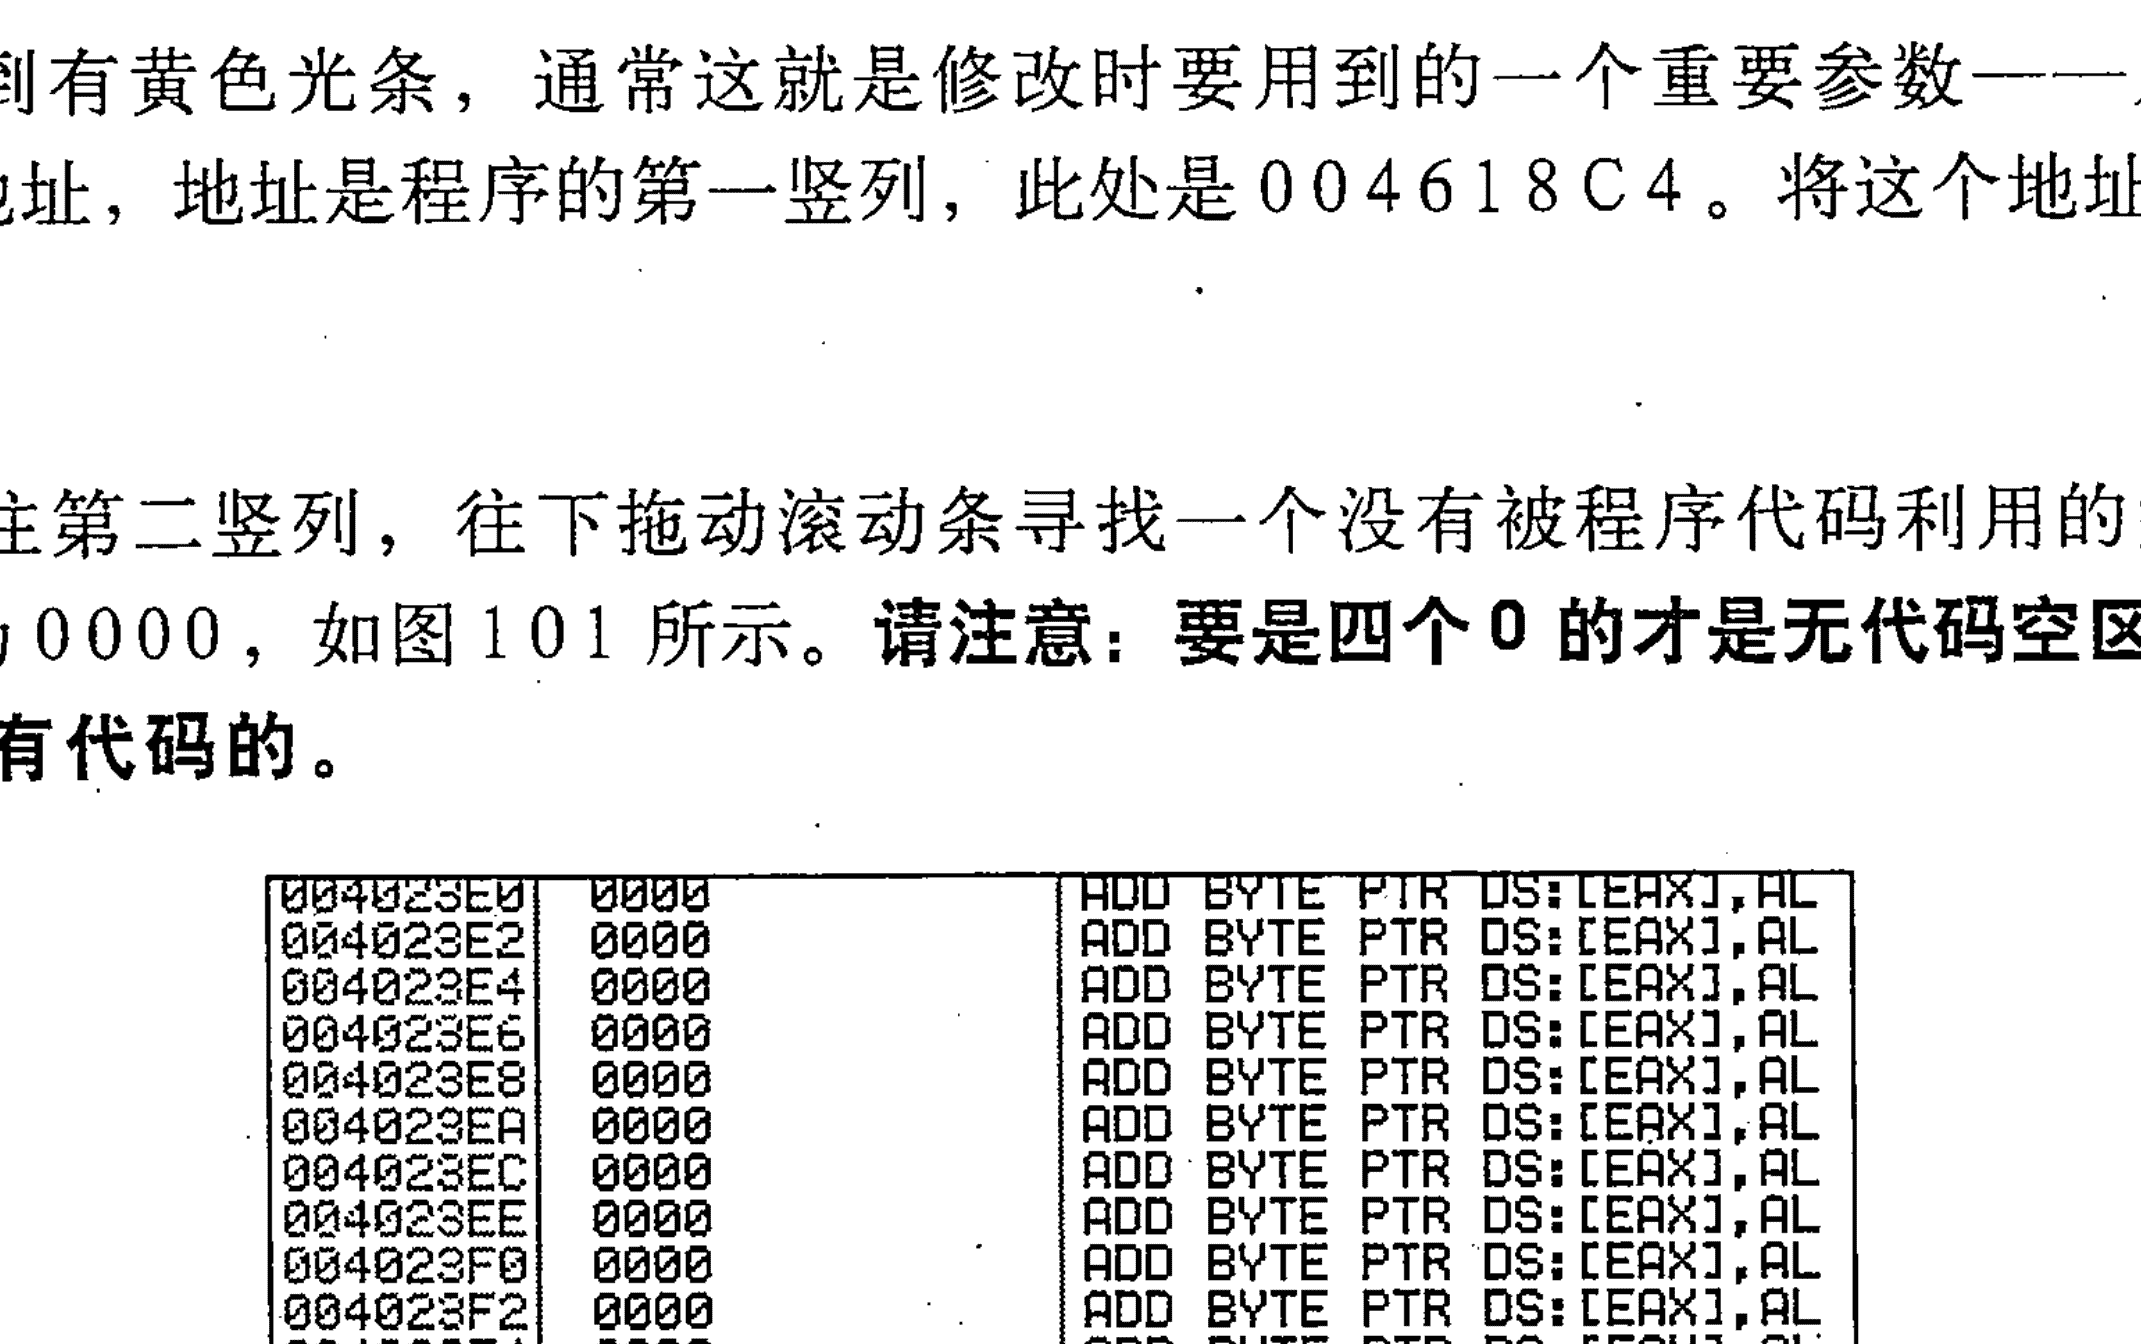 到有黄色光条，通常这就是修改时要用到的一个重要参数——
地址，地址是程序的第一竖列，此处是004618C4。将这个地址
注第二竖列，往下拖动滚动条寻找一个没有被程序代码利用的
为0000，如图101所示。请注意：要是四个0的才是无代码空区
有代码的。
004023E0 0000 ADD BYTE PTR DS:[EAX],AL
004023E2 0000 ADD BYTE PTR DS:[EAX],AL
004023E4 0000 ADD BYTE PTR DS:[EAX],AL
004023E6 0000 ADD BYTE PTR DS:[EAX],AL
004023E8 0000 ADD BYTE PTR DS:[EAX],AL
004023EA 0000 ADD BYTE PTR DS:[EAX],AL
004023EC 0000 ADD BYTE PTR DS:[EAX],AL
004023EE 0000 ADD BYTE PTR DS:[EAX],AL
004023F0 0000 ADD BYTE PTR DS:[EAX],AL
004023F2 0000 ADD BYTE PTR DS:[EAX],AL